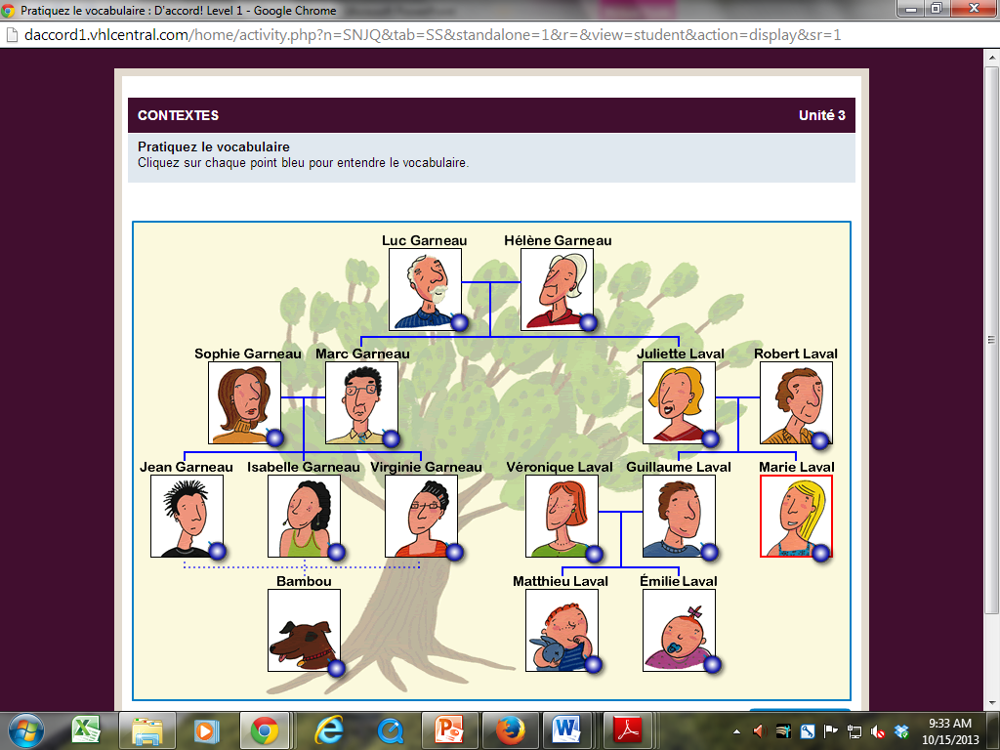 Pratiquez le vocabulaire : D'accord! Level 1 - Google Chrome
daccord1.vhlcentral.com/home/activity.php?n=SNJQ&tab=SS&standalone=1&r=&view=student&action=display&sr=1
CONTEXTES Unité 3
Pratiquez le vocabulaire
Cliquez sur chaque point bleu pour entendre le vocabulaire.
Luc Garneau Hélène Garneau
Sophie Garneau Marc Garneau Juliette Laval Robert Laval
Jean Garneau Isabelle Garneau Virginie Garneau Véronique Laval Guillaume Laval Marie Laval
Bambou Matthieu Laval Émilie Laval
9:33 AM
10/15/2013